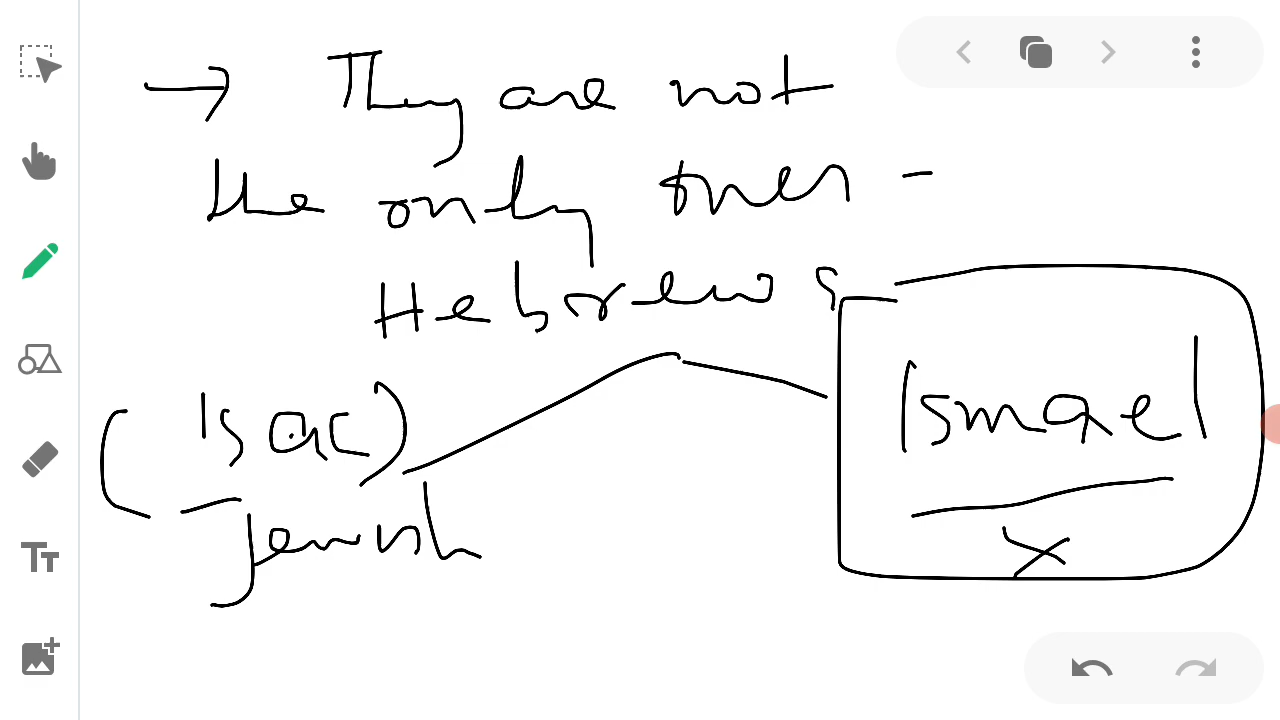 → They are not
the only ones -
Hebrews
(Isac)
Ismael
Jewish
x